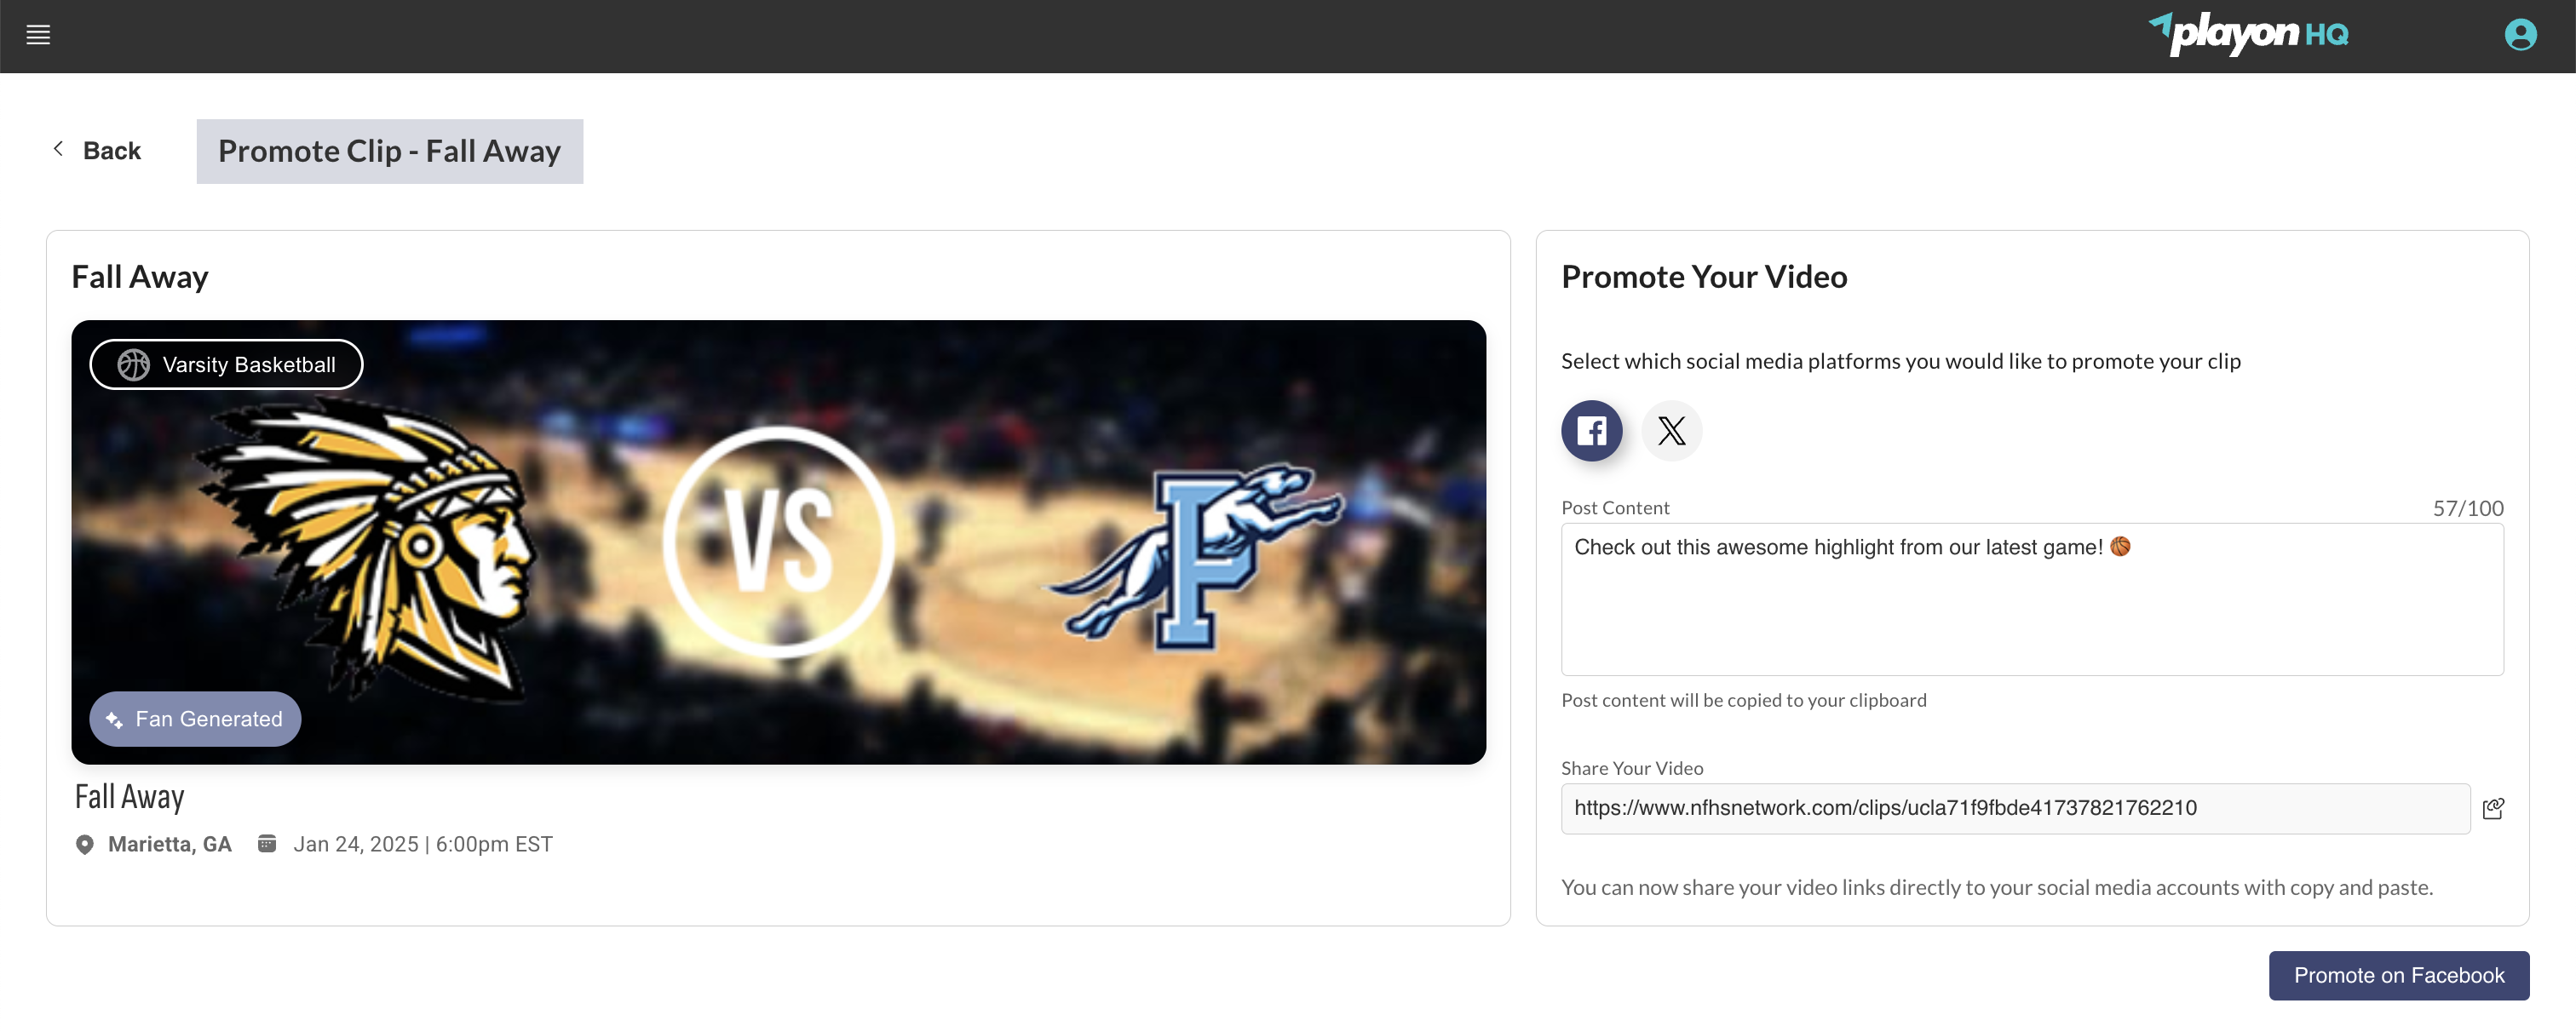 playon HQ
Back
Promote Clip - Fall Away
Fall Away
Varsity Basketball
VS
P
Fan Generated
Fall Away
Marietta, GA
Jan 24, 2025 | 6:00pm EST
Promote Your Video
Select which social media platforms you would like to promote your clip
Post Content
57/100
Check out this awesome highlight from our latest game! 🏀
Post content will be copied to your clipboard
Share Your Video
https://www.nfhsnetwork.com/clips/ucla71f9fbde41737821762210
You can now share your video links directly to your social media accounts with copy and paste.
Promote on Facebook